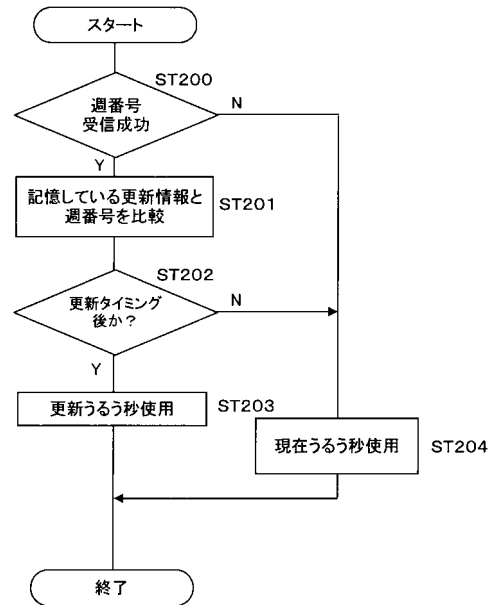 スタート
ST200
週番号
受信成功
N
Y
記憶している更新情報と
週番号を比較
ST201
ST202
更新タイミング
後か？
N
Y
更新うるう秒使用
ST203
現在うるう秒使用
ST204
終了